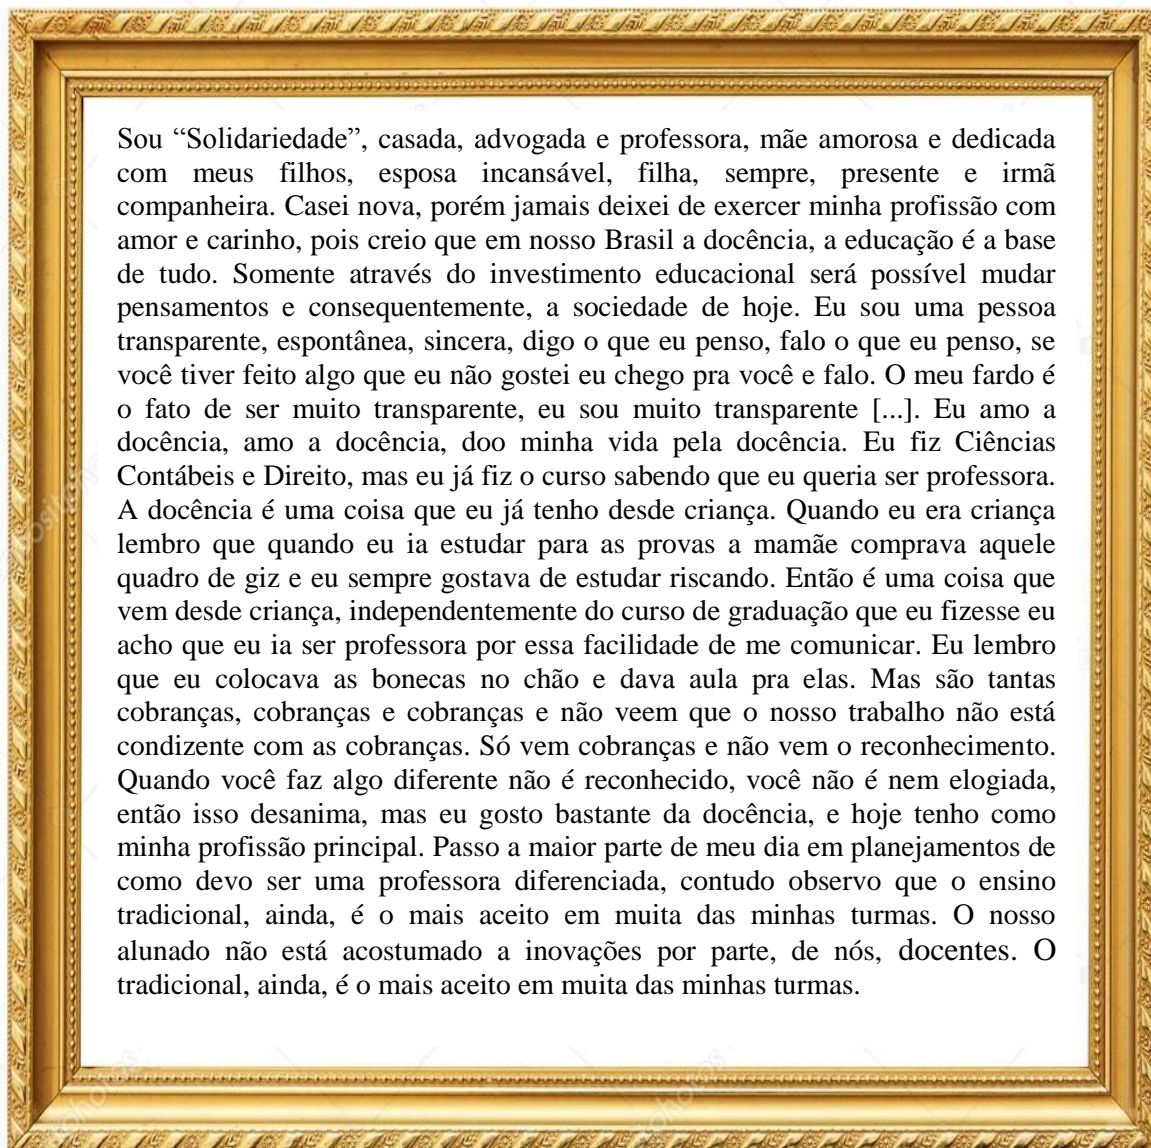 Sou “Solidariedade”, casada, advogada e professora, mãe amorosa e dedicada
com meus filhos, esposa incansável, filha, sempre, presente e irmã
companheira. Casei nova, porém jamais deixei de exercer minha profissão com
amor e carinho, pois creio que em nosso Brasil a docência, a educação é a base
de tudo. Somente através do investimento educacional será possível mudar
pensamentos e consequentemente, a sociedade de hoje. Eu sou uma pessoa
transparente, espontânea, sincera, digo o que eu penso, falo o que eu penso, se
você tiver feito algo que eu não gostei eu chego pra você e falo. O meu fardo é
o fato de ser muito transparente, eu sou muito transparente [...]. Eu amo a
docência, amo a docência, doo minha vida pela docência. Eu fiz Ciências
Contábeis e Direito, mas eu já fiz o curso sabendo que eu queria ser professora.
A docência é uma coisa que eu já tenho desde criança. Quando eu era criança
lembro que quando eu ia estudar para as provas a mamãe comprava aquele
quadro de giz e eu sempre gostava de estudar riscando. Então é uma coisa que
vem desde criança, independentemente do curso de graduação que eu fizesse eu
acho que eu ia ser professora por essa facilidade de me comunicar. Eu lembro
que eu colocava as bonecas no chão e dava aula pra elas. Mas são tantas
cobranças, cobranças e cobranças e não veem que o nosso trabalho não está
condizente com as cobranças. Só vem cobranças e não vem o reconhecimento.
Quando você faz algo diferente não é reconhecido, você não é nem elogiada,
então isso desanima, mas eu gosto bastante da docência, e hoje tenho como
minha profissão principal. Passo a maior parte de meu dia em planejamentos de
como devo ser uma professora diferenciada, contudo observo que o ensino
tradicional, ainda, é o mais aceito em muita das minhas turmas. O nosso
alunado não está acostumado a inovações por parte, de nós, docentes. O
tradicional, ainda, é o mais aceito em muita das minhas turmas.